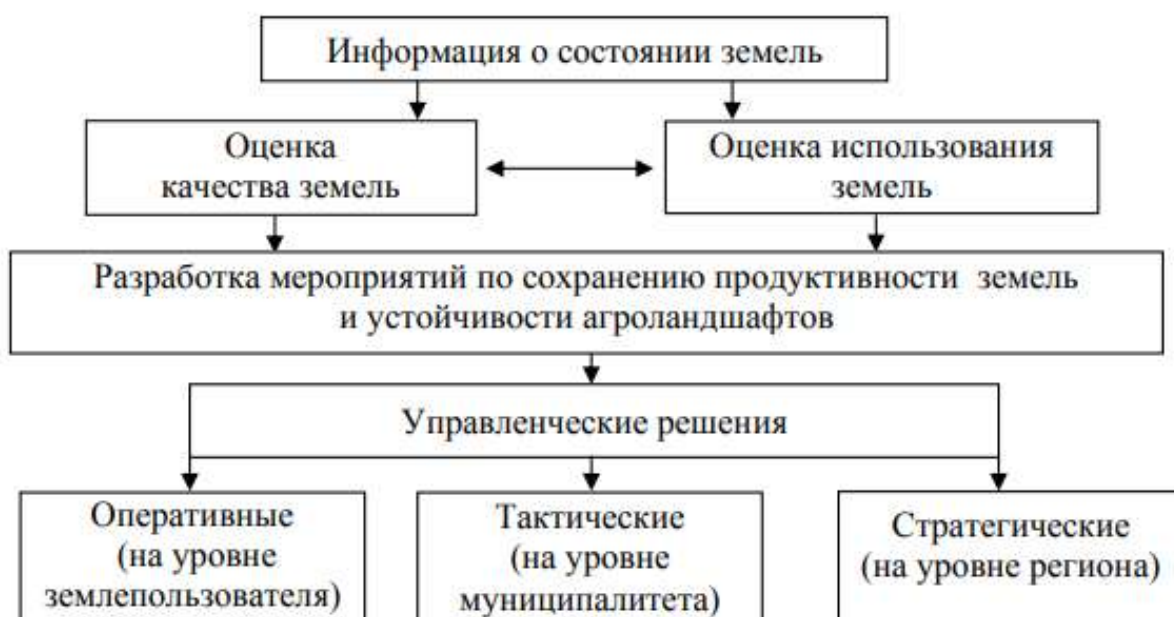 Информация о состоянии земель
Оценка
качества земель
Оценка использования
земель
Разработка мероприятий по сохранению продуктивности земель
и устойчивости агроландшафтов
Управленческие решения
Оперативные
(на уровне
землепользователя)
Тактические
(на уровне
муниципалитета)
Стратегические
(на уровне региона)